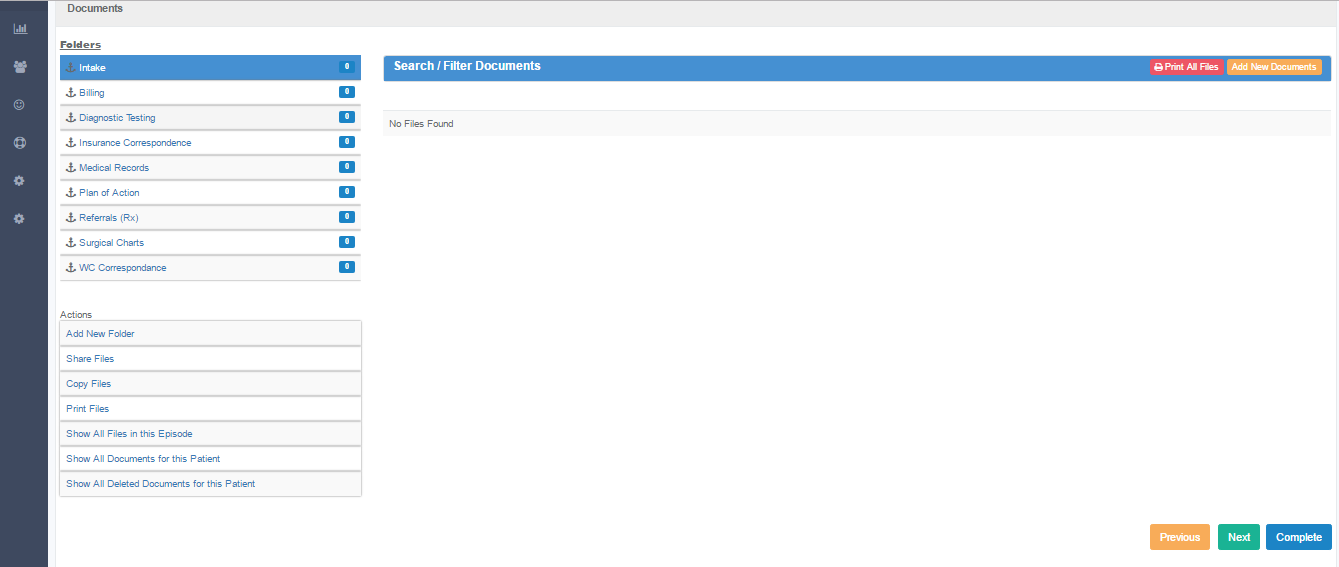 Documents
Folders
Intake 0
Billing 0
Diagnostic Testing 0
Insurance Correspondence 0
Medical Records 0
Plan of Action 0
Referrals (Rx) 0
Surgical Charts 0
WC Correspondance 0
Actions
Add New Folder
Share Files
Copy Files
Print Files
Show All Files in this Episode
Show All Documents for this Patient
Show All Deleted Documents for this Patient
Search / Filter Documents Print All Files Add New Documents
No Files Found
Previous Next Complete